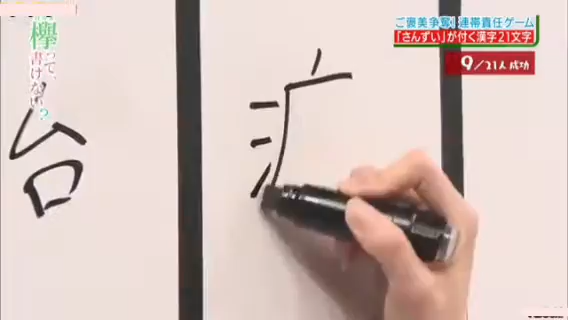 ご褒美争奪!連帯責任ゲーム
「さんずい」が付く漢字21文字
9/21人成功
欅って、
書けない?
台